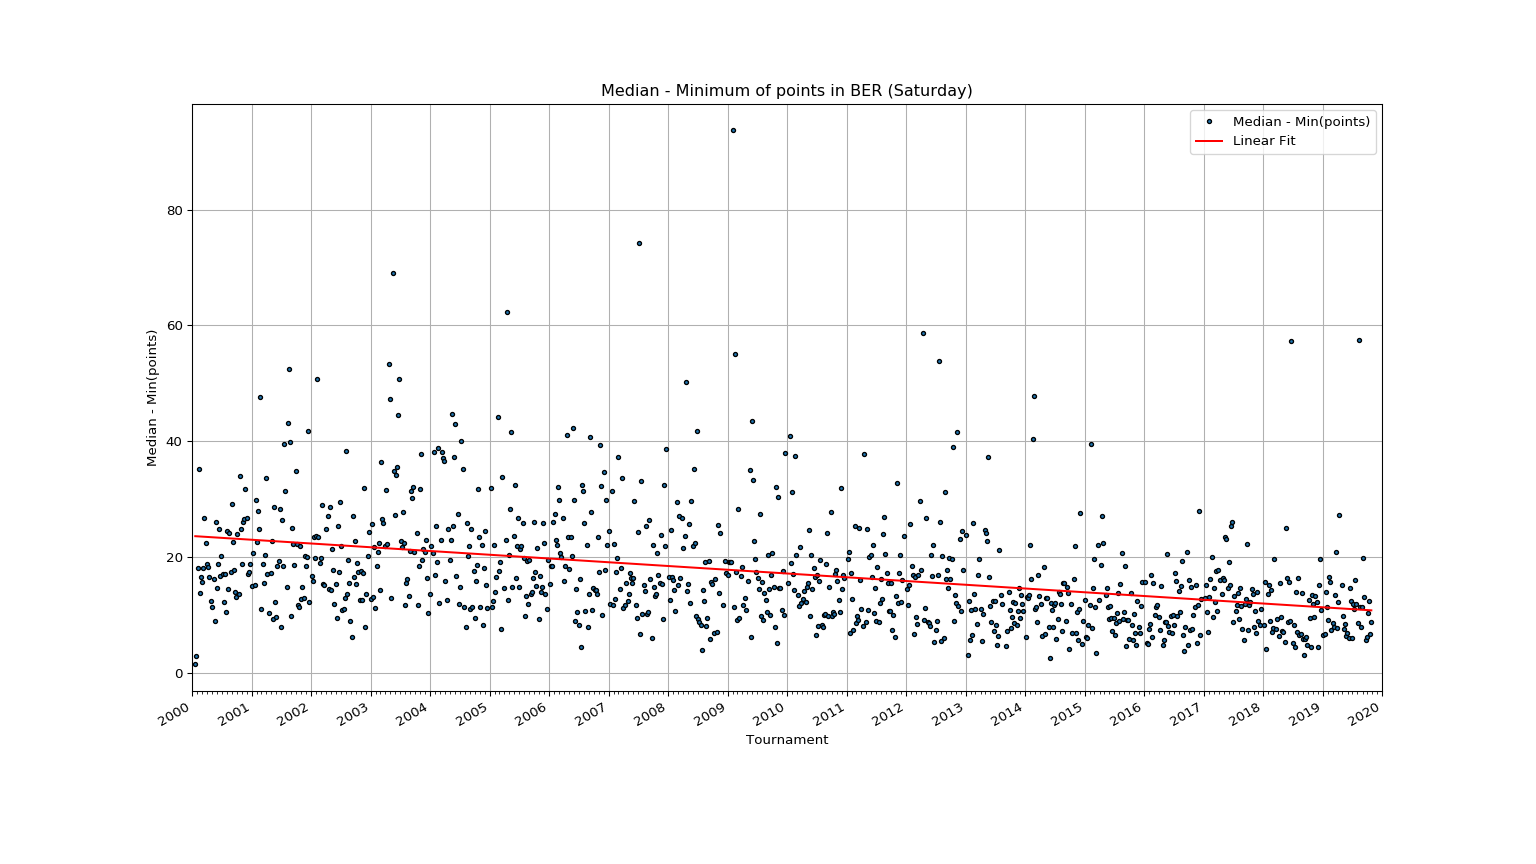 Median - Minimum of points in BER (Saturday)
Median - Min(points)
Linear Fit
80
60
40
20
0
Median - Min(points)
2000 2001 2002 2003 2004 2005 2006 2007 2008 2009 2010 2011 2012 2013 2014 2015 2016 2017 2018 2019 2020
Tournament